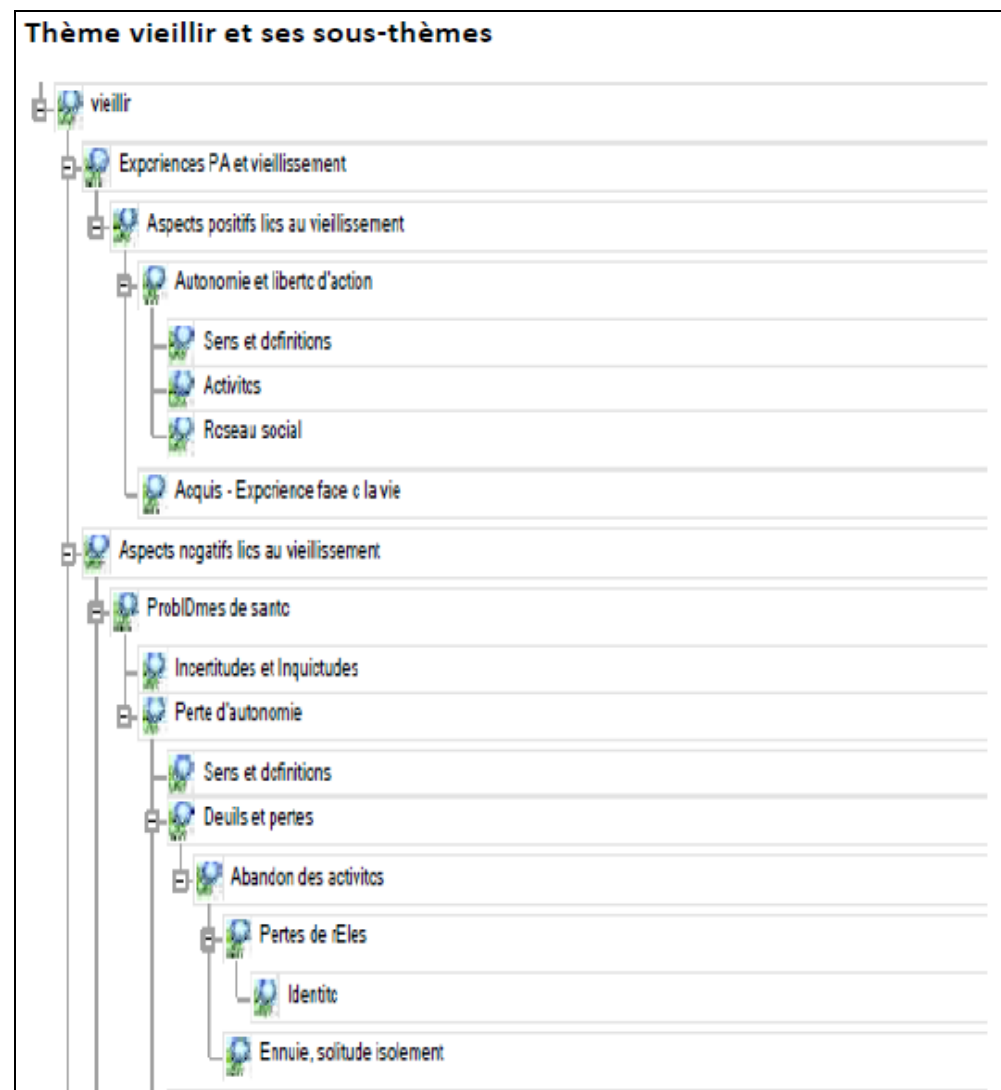 Thème vieillir et ses sous-thèmes
vieillir
Expcriences PA et vieillissement
Aspects positifs lics au vieillissement
Autonomie et libertc d'action
Sens et dcfinitions
Activitcs
Rcseau social
Acquis - Expcrience face c la vie
Aspects ncgatifs lics au vieillissement
ProblDmes de santc
Incertitudes et Inquictudes
Perte d'autonomie
Sens et dcfinitions
Deuils et pertes
Abandon des activitcs
Pertes de rEles
Identitc
Ennuie, solitude isolement